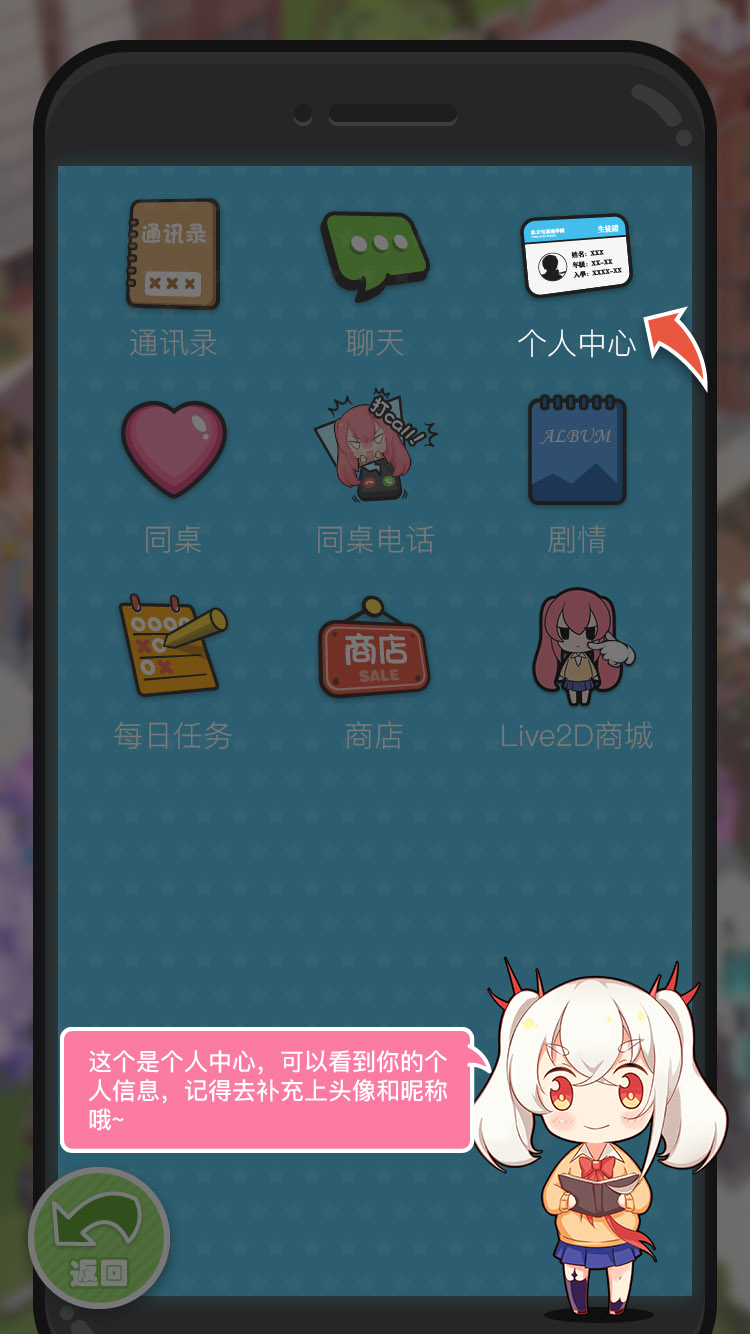 通讯录
×××
生徒證
姓名：XXX
年級：XX-XX
入學：XXXX-XX
通讯录
聊天
个人中心
打call!
ALBUM
同桌
同桌电话
剧情
商店
SALE
每日任务
商店
Live2D商城
这个是个人中心，可以看到你的个
人信息，记得去补充上头像和昵称
哦~
返回